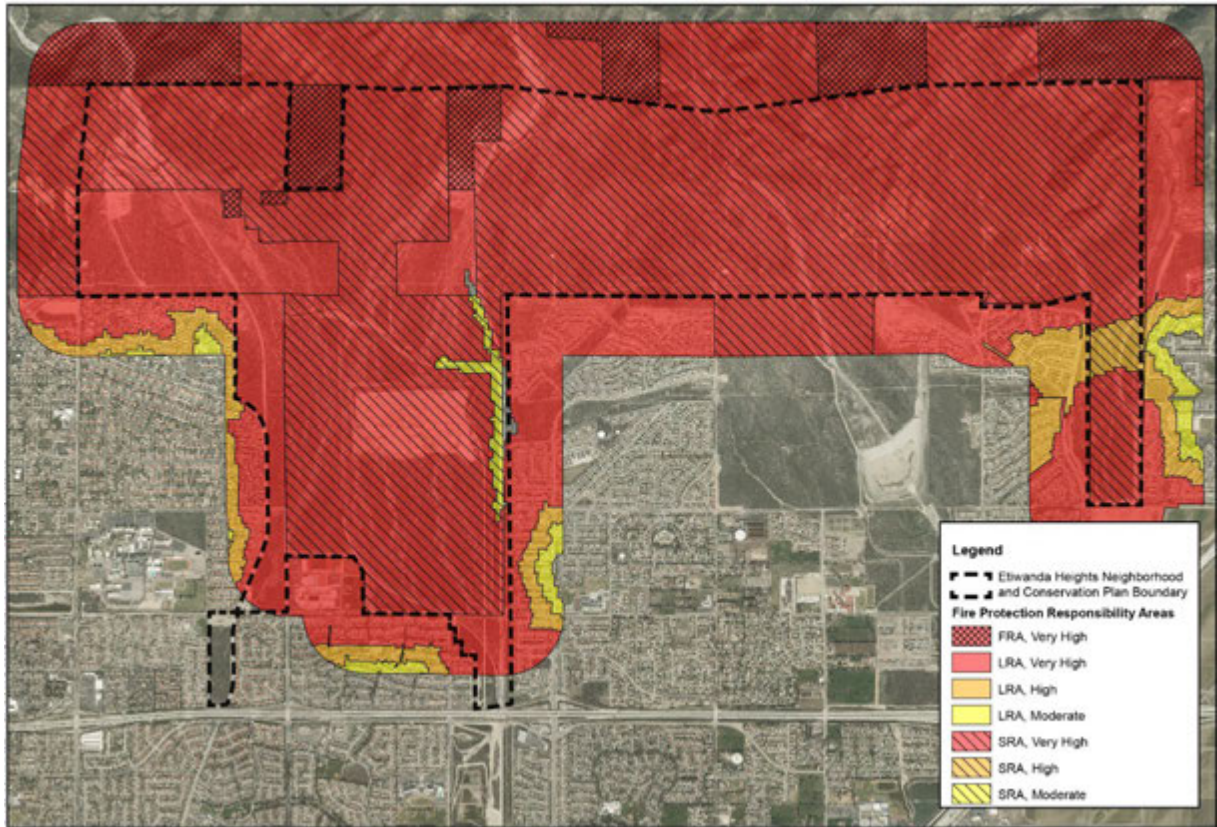 Legend
Etiwanda Heights Neighborhood
and Conservation Plan Boundary
Fire Protection Responsibility Areas
FRA, Very High
LRA, Very High
LRA, High
LRA, Moderate
SRA, Very High
SRA, High
SRA, Moderate